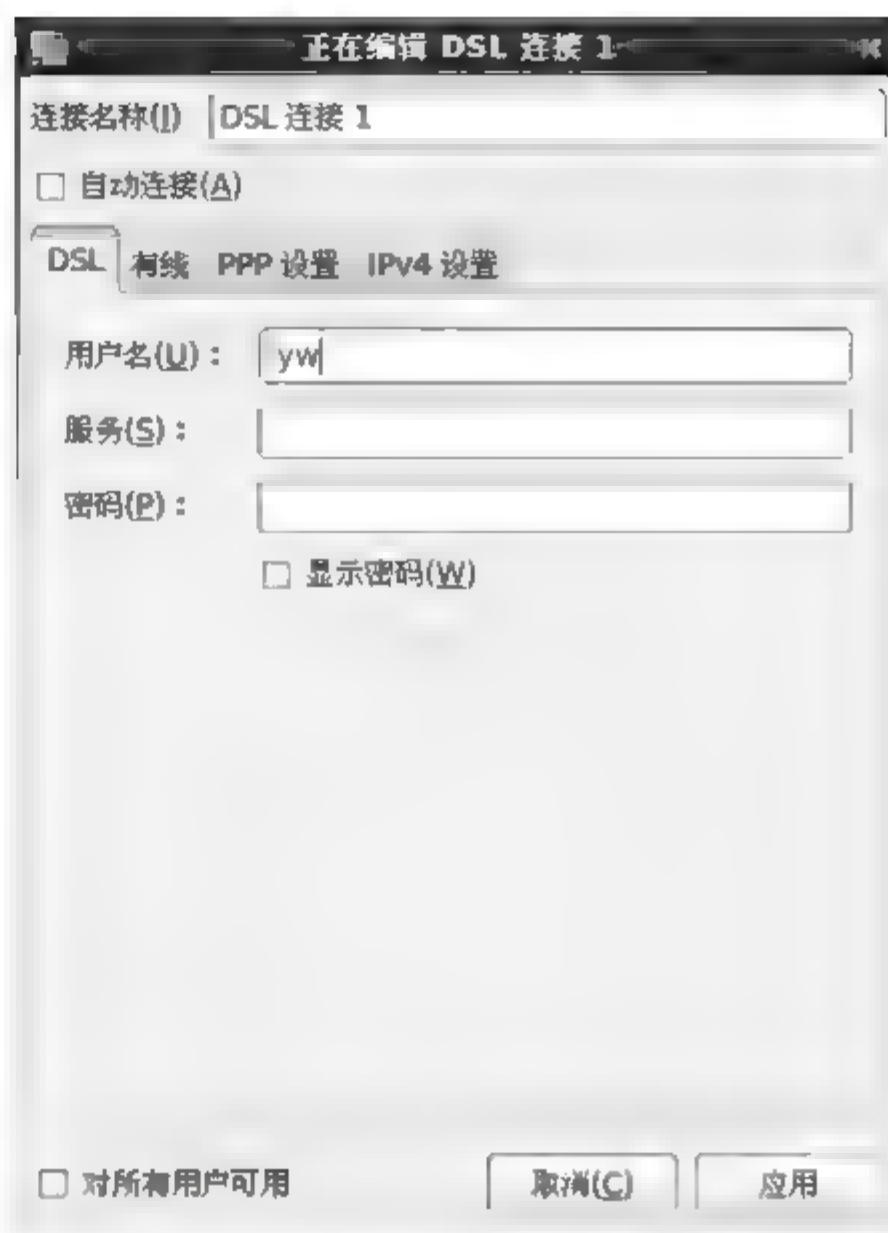 正在编辑 DSL 连接 1
连接名称(I) DSL 连接 1
自动连接(A)
DSL 有线 PPP 设置 IPv4 设置
用户名(U)： yw
服务(S)：
密码(P)：
显示密码(W)
对所有用户可用 取消(C) 应用